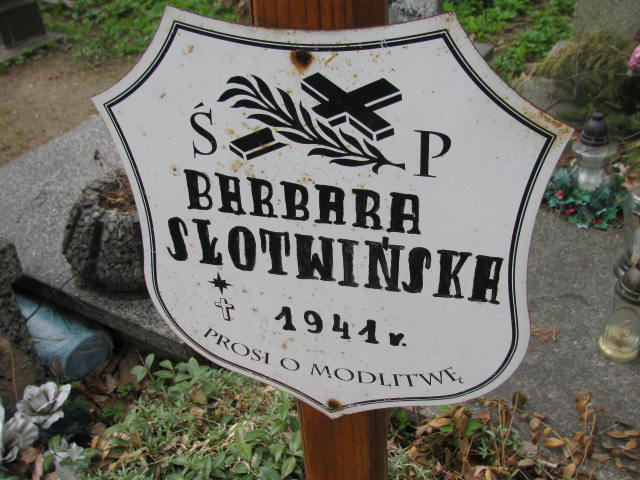 Ś P
BARBARA
SŁOTWIŃSKA
1941 r.
PROSI O MODLITWĘ